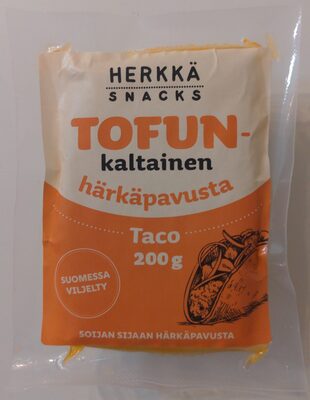 HERKKÄ
SNACKS
TOFUN-
kaltainen
härkäpavusta
Taco
200 g
SUOMESSA
VILJELTY
SOIJAN SIJAAN HÄRKÄPAVUSTA